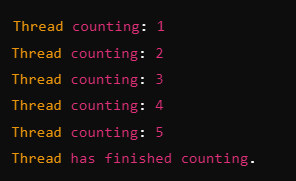 Thread counting: 1
Thread counting: 2
Thread counting: 3
Thread counting: 4
Thread counting: 5
Thread has finished counting.